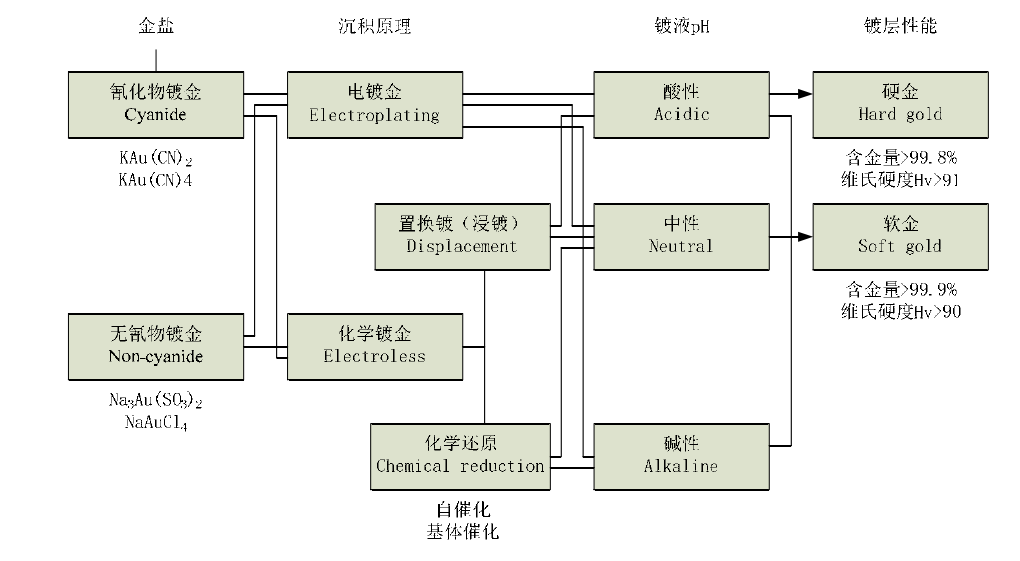 金盐
沉积原理
镀液pH
镀层性能
氰化物镀金
Cyanide
电镀金
Electroplating
酸性
Acidic
硬金
Hard gold
KAu(CN)₂
KAu(CN)4
含金量>99.8%
维氏硬度Hv>91
置换镀（浸镀）
Displacement
中性
Neutral
软金
Soft gold
含金量>99.9%
维氏硬度Hv>90
无氰物镀金
Non-cyanide
化学镀金
Electroless
Na₃Au(SO₃)₂
NaAuCl₄
化学还原
Chemical reduction
碱性
Alkaline
自催化
基体催化